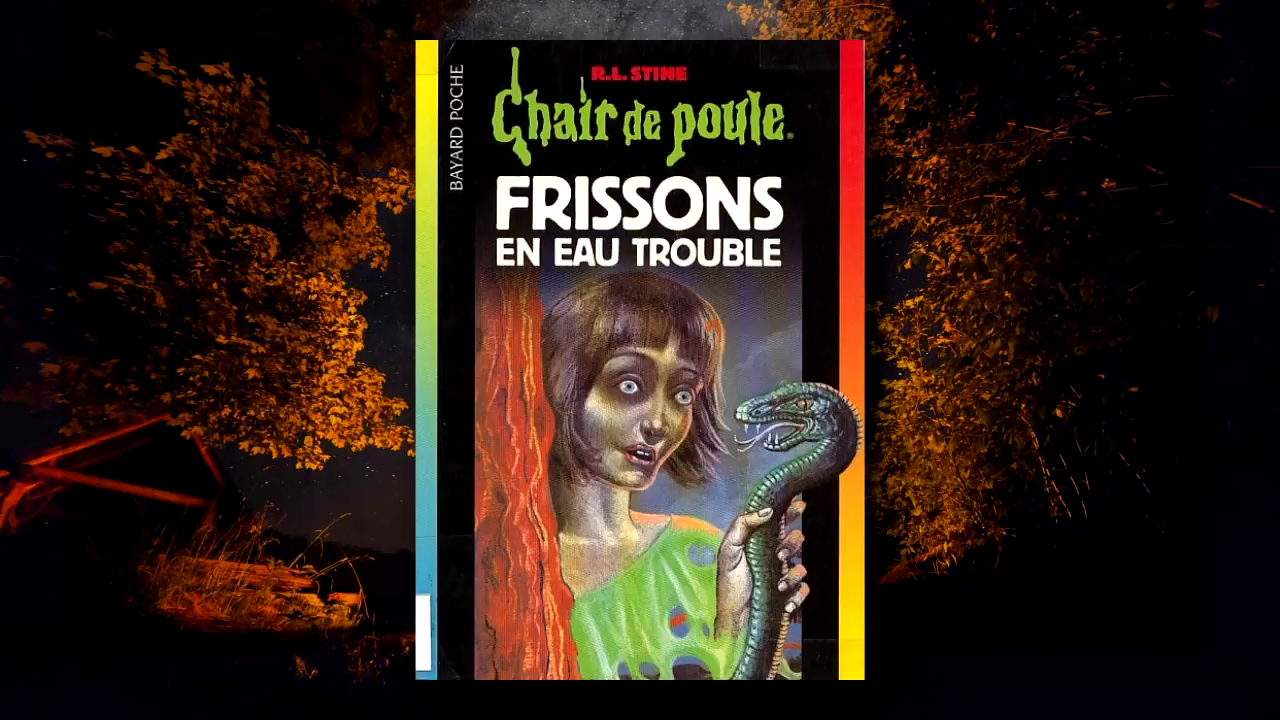 BAYARD POCHE
R.L. STINE
Chair de poule.
FRISSONS
EN EAU TROUBLE